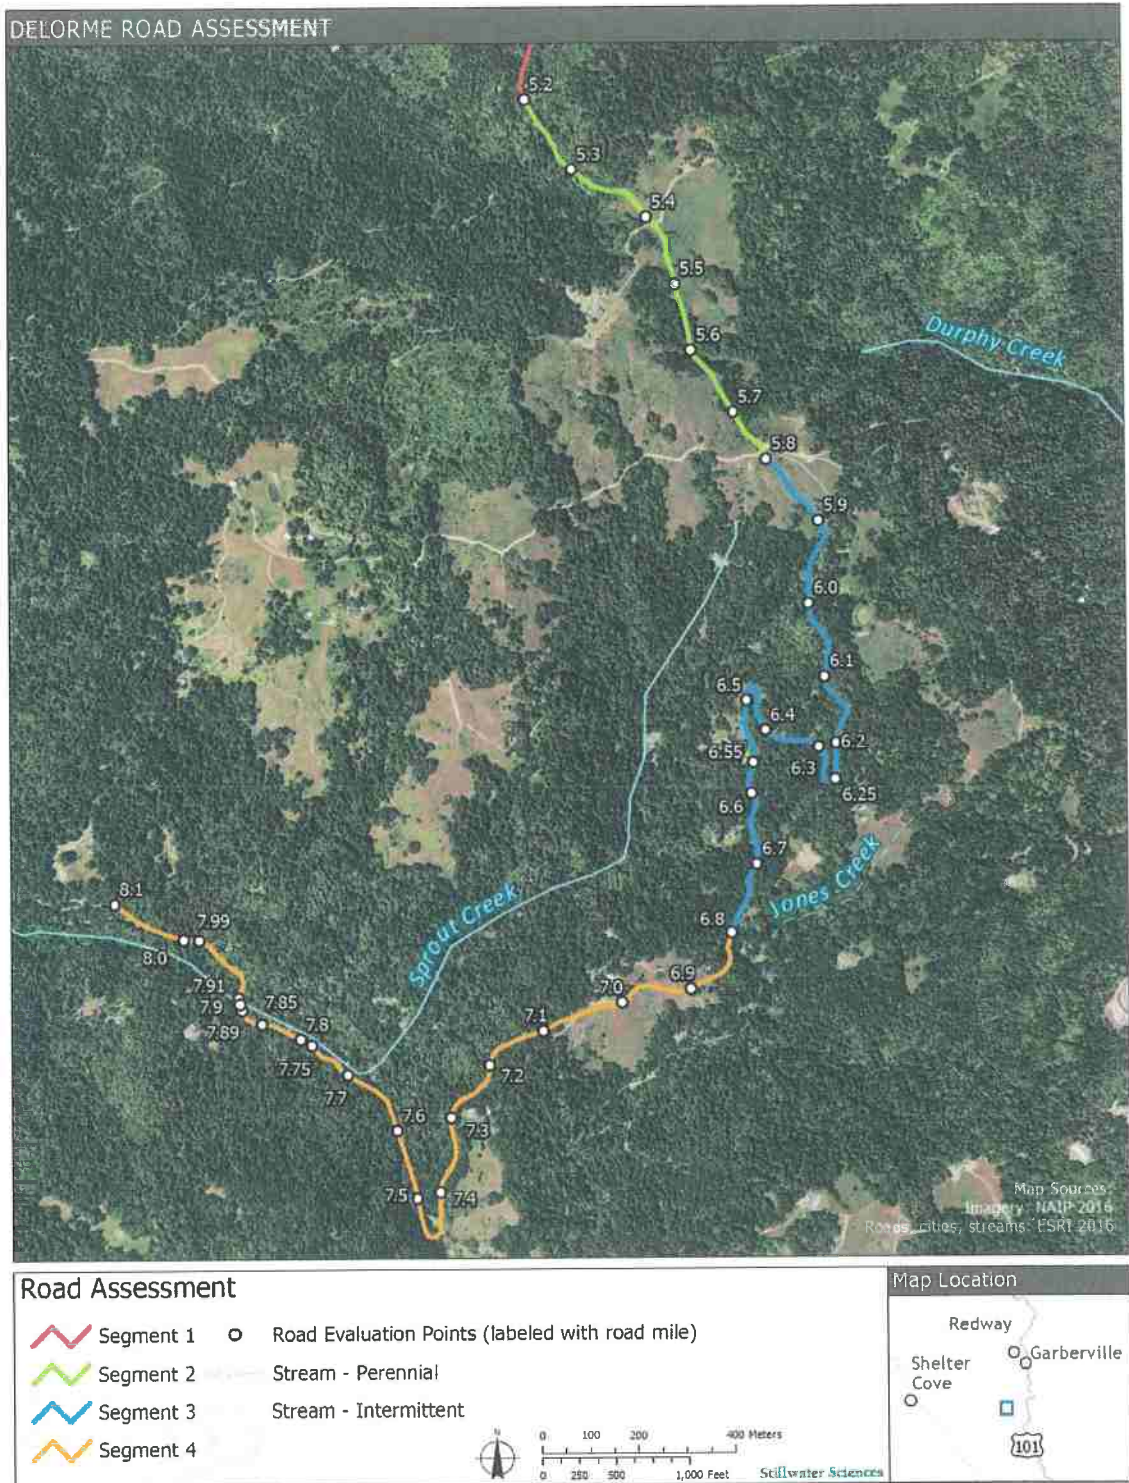 DELORME ROAD ASSESSMENT
5.2
5.3
5.4
5.5
5.6
Durphy Creek
5.7
5.8
5.9
6.0
6.1
6.5
6.4
6.2
6.55
6.3
6.25
6.6
6.7
Jones Creek
8.1
Sprout Creek
6.8
7.99
8.0
6.9
7.91
7.0
7.9
7.85
7.89
7.8
7.1
7.75
7.2
7.7
7.6
7.3
7.5
7.4
Map Sources:
Imagery: NAIP 2016
Roads, cities, streams: ESRI 2016
Road Assessment
Segment 1
Road Evaluation Points (labeled with road mile)
Segment 2
Stream - Perennial
Segment 3
Stream - Intermittent
Segment 4
N
0 100 200 400 Meters
0 250 500 1,000 Feet
Stillwater Sciences
Map Location
Redway
Garberville
Shelter
Cove
101